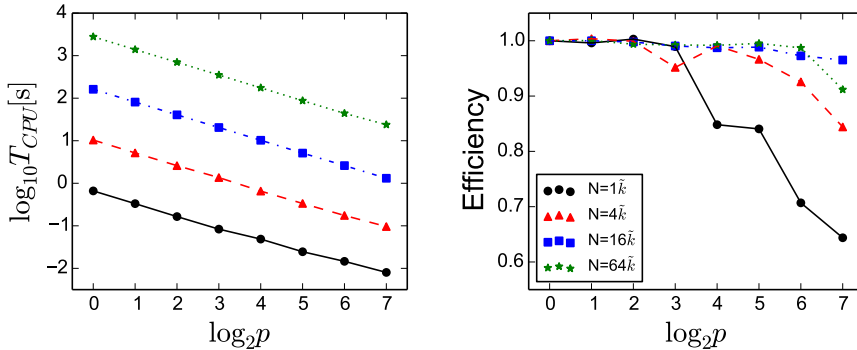 4
3
2
1
0
−1
−2
log₁₀T_CPU[s]
0 1 2 3 4 5 6 7
log₂p
1.0
0.9
0.8
0.7
0.6
Efficiency
N=1k̃
N=4k̃
N=16k̃
N=64k̃
0 1 2 3 4 5 6 7
log₂p